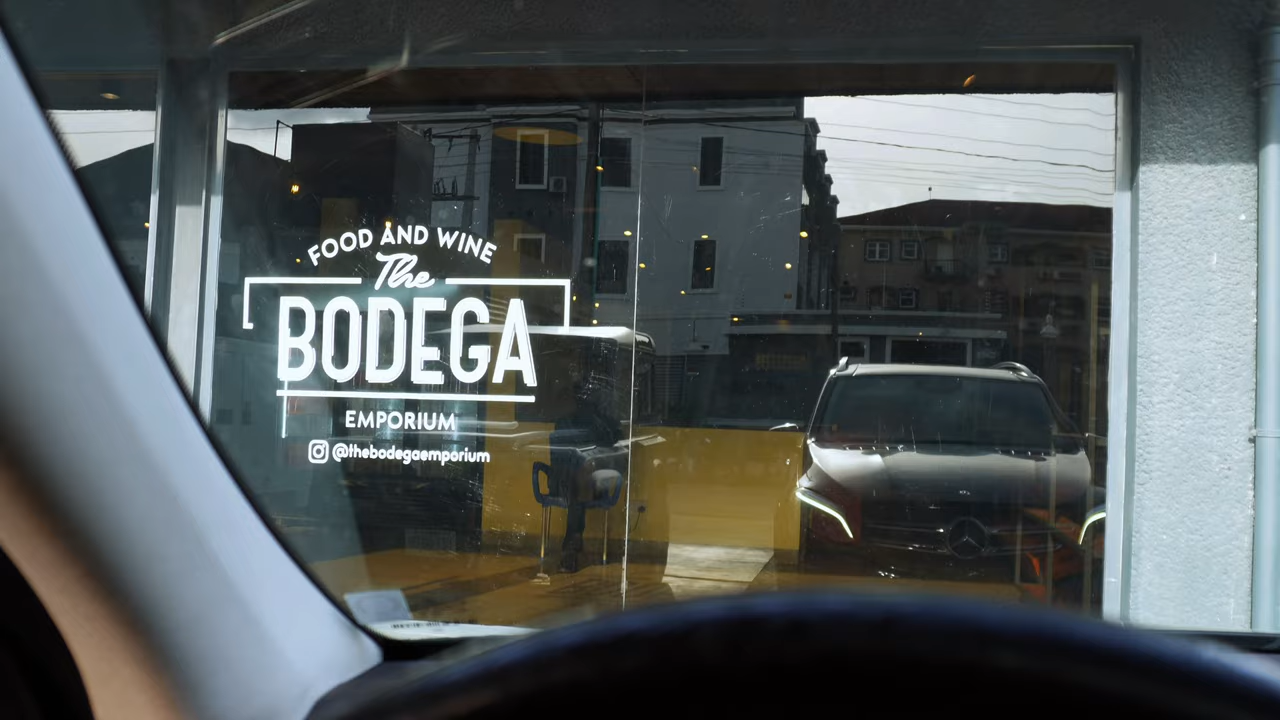 FOOD AND WINE
The
BODEGA
EMPORIUM
@thebodegaemporium